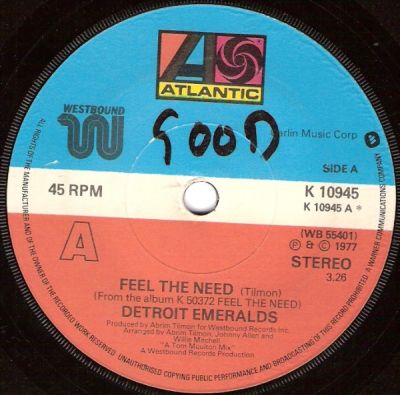 ATLANTIC
WESTBOUND
W
GOOD
arlin Music Corp
SIDE A
45 RPM
K 10945
K 10945 A *
A
(WB 55401)
Ⓟ & © 1977
STEREO
3.26
FEEL THE NEED (Tilmon)
(From the album K 50372 FEEL THE NEED)
DETROIT EMERALDS
Produced by Abrim Tilmon for Westbound Records Inc.
Arranged by Abrim Tilmon, Johnny Allen and
Willie Mitchell
"A Tom Moulton Mix"
A Westbound Records Inc. Production
ALL RIGHTS OF THE MANUFACTURER AND OF THE OWNER OF THE RECORDED WORK RESERVED UNAUTHORISED COPYING PUBLIC PERFORMANCE AND BROADCASTING OF THIS RECORD PROHIBITED A WARNER COMMUNICATIONS COMPANY